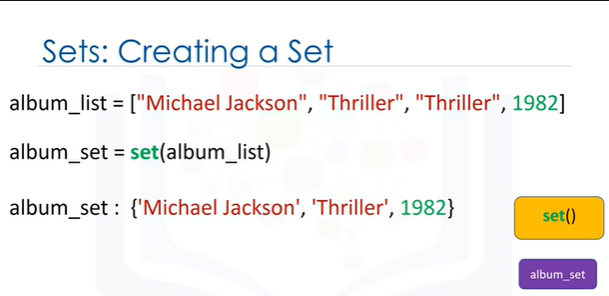 Sets: Creating a Set
album_list = ["Michael Jackson", "Thriller", "Thriller", 1982]
album_set = set(album_list)
album_set : {'Michael Jackson', 'Thriller', 1982}
set()
album_set